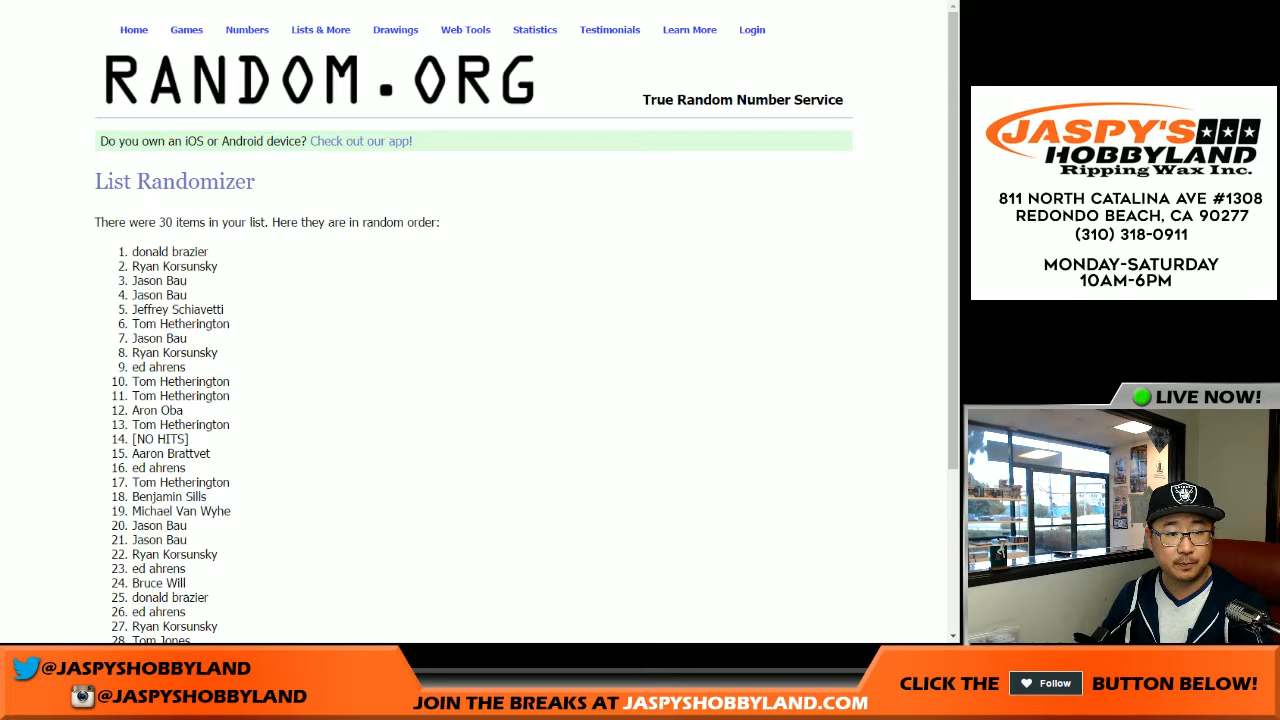 Home Games Numbers Lists & More Drawings Web Tools Statistics Testimonials Learn More Login
RANDOM.ORG
True Random Number Service
Do you own an iOS or Android device? Check out our app!
List Randomizer
There were 30 items in your list. Here they are in random order:
1. donald brazier
2. Ryan Korsunsky
3. Jason Bau
4. Jason Bau
5. Jeffrey Schiavetti
6. Tom Hetherington
7. Jason Bau
8. Ryan Korsunsky
9. ed ahrens
10. Tom Hetherington
11. Tom Hetherington
12. Aron Oba
13. Tom Hetherington
14. [NO HITS]
15. Aaron Brattvet
16. ed ahrens
17. Tom Hetherington
18. Benjamin Sills
19. Michael Van Wyhe
20. Jason Bau
21. Jason Bau
22. Ryan Korsunsky
23. ed ahrens
24. Bruce Will
25. donald brazier
26. ed ahrens
27. Ryan Korsunsky
28. Tom Jones
JASPY'S
HOBBYLAND
Ripping Wax Inc.
811 NORTH CATALINA AVE #1308
REDONDO BEACH, CA 90277
(310) 318-0911
MONDAY-SATURDAY
10AM-6PM
LIVE NOW!
@JASPYSHOBBYLAND
@JASPYSHOBBYLAND
JOIN THE BREAKS AT JASPYSHOBBYLAND.COM
CLICK THE Follow BUTTON BELOW!